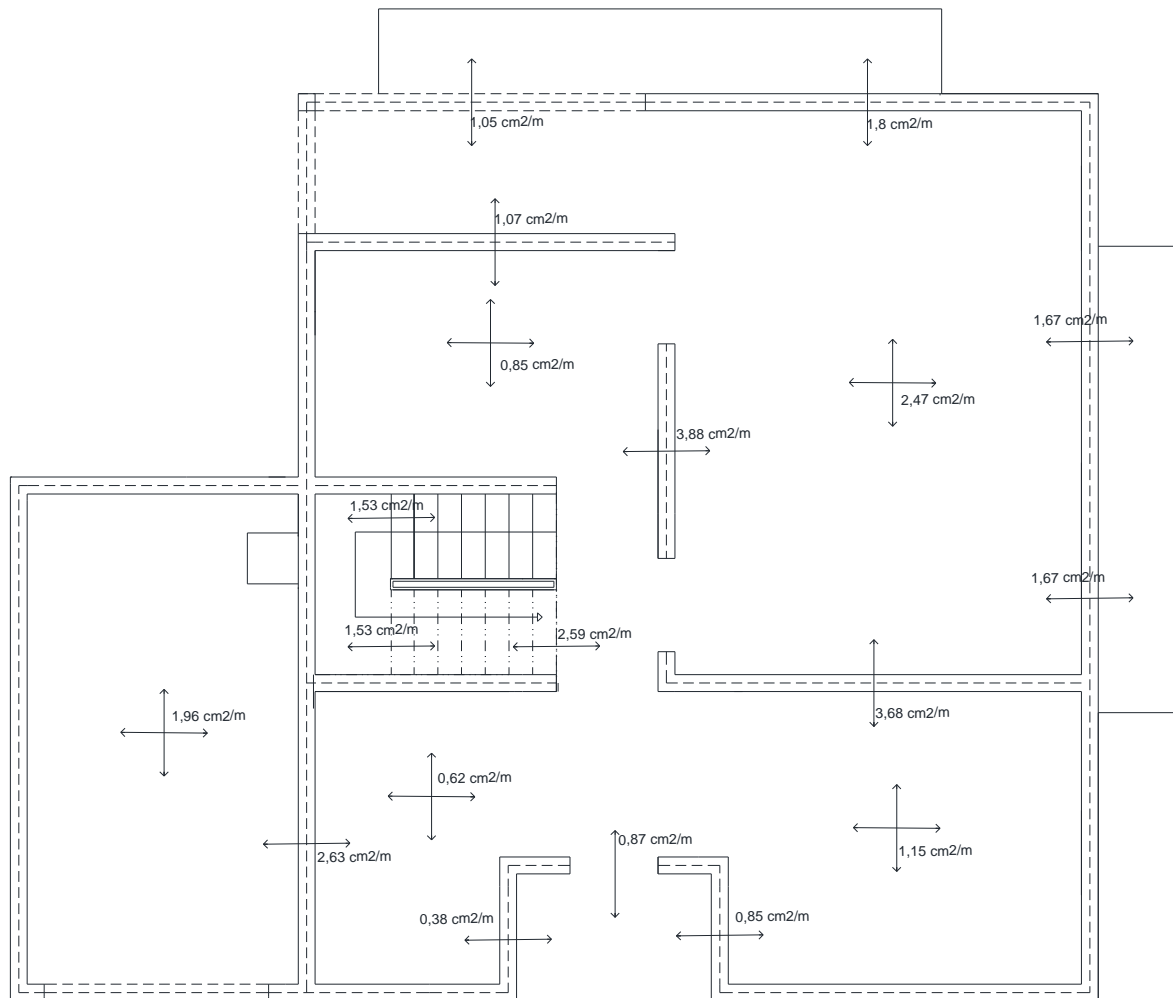 1,05 cm2/m
1,8 cm2/m
1,07 cm2/m
1,67 cm2/m
0,85 cm2/m
2,47 cm2/m
3,88 cm2/m
1,53 cm2/m
1,67 cm2/m
1,53 cm2/m
2,59 cm2/m
1,96 cm2/m
3,68 cm2/m
0,62 cm2/m
0,87 cm2/m
1,15 cm2/m
2,63 cm2/m
0,38 cm2/m
0,85 cm2/m